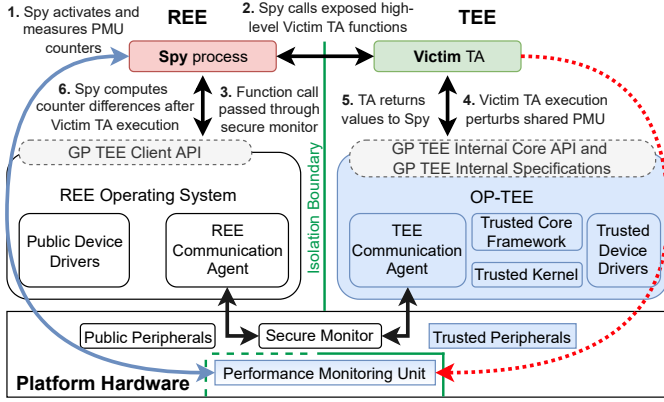 1. Spy activates and
measures PMU
counters
REE
2. Spy calls exposed high-
level Victim TA functions
TEE
Spy process
Victim TA
6. Spy computes
counter differences after
Victim TA execution
3. Function call
passed through
secure monitor
5. TA returns
values to Spy
4. Victim TA execution
perturbs shared PMU
GP TEE Client API
GP TEE Internal Core API and
GP TEE Internal Specifications
REE Operating System
OP-TEE
Isolation Boundary
Public Device
Drivers
REE
Communication
Agent
TEE
Communication
Agent
Trusted Core
Framework
Trusted Kernel
Trusted
Device
Drivers
Public Peripherals
Secure Monitor
Trusted Peripherals
Platform Hardware
Performance Monitoring Unit